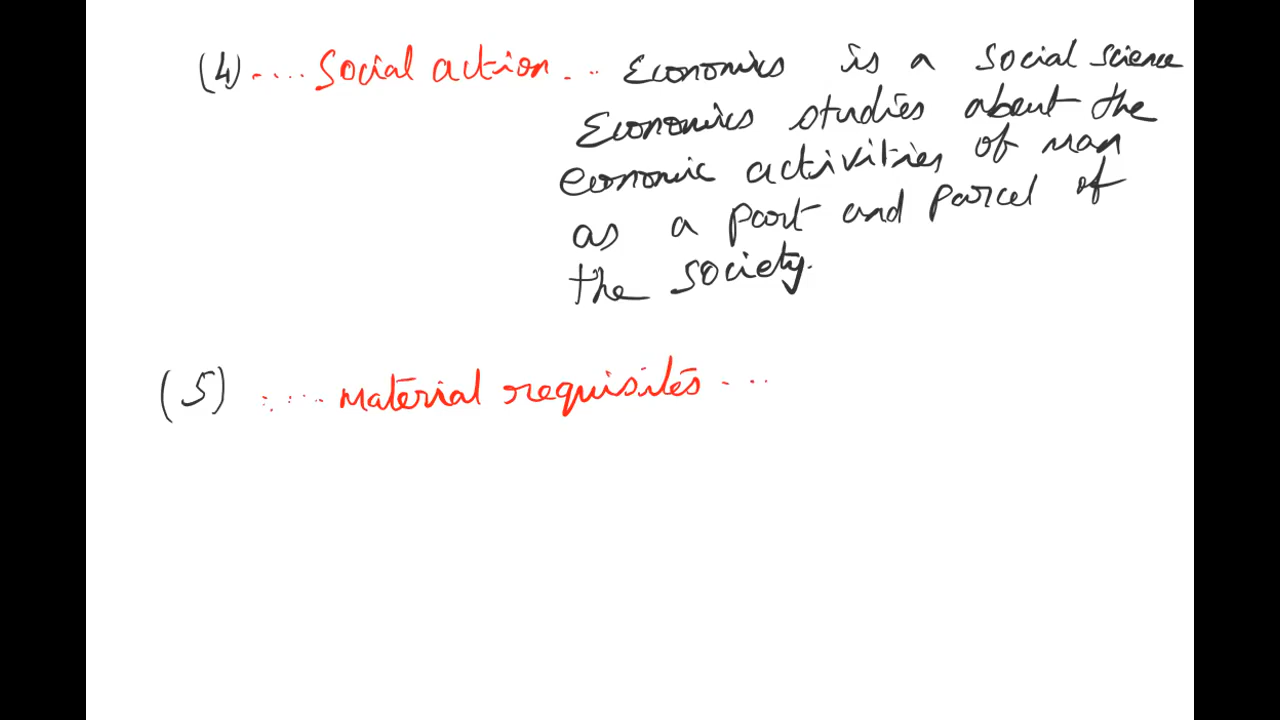 (4) .... Social action... Economics is a social science
Economics studies about the
economic activities of man
as a part and parcel of
the society.
(5) ..... material requisites ...